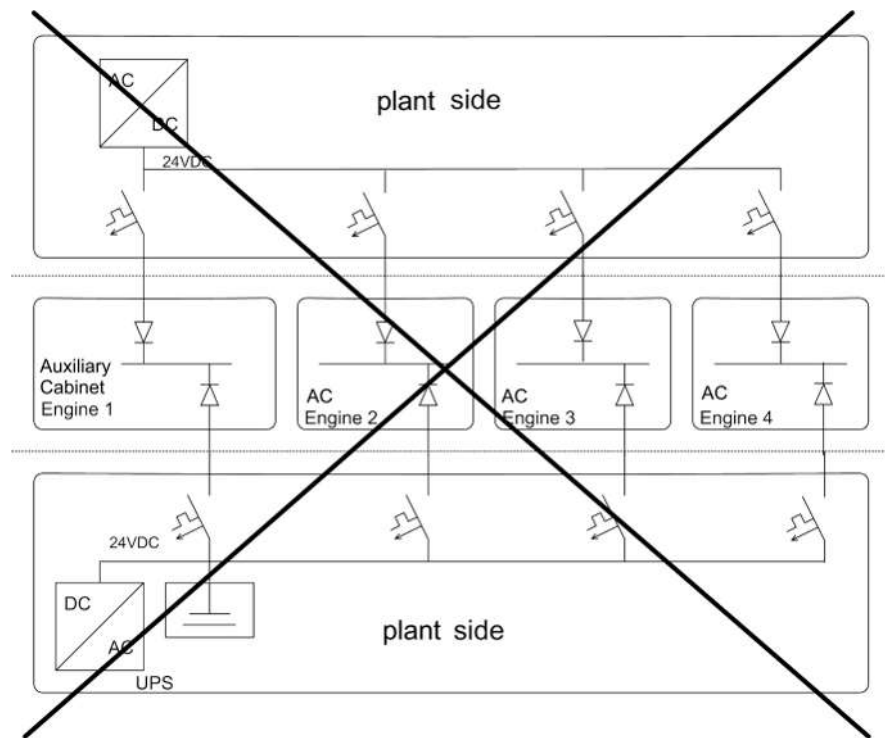 AC
DC
plant side
24VDC
Auxiliary
Cabinet
Engine 1
AC
Engine 2
AC
Engine 3
AC
Engine 4
24VDC
DC
AC
UPS
plant side